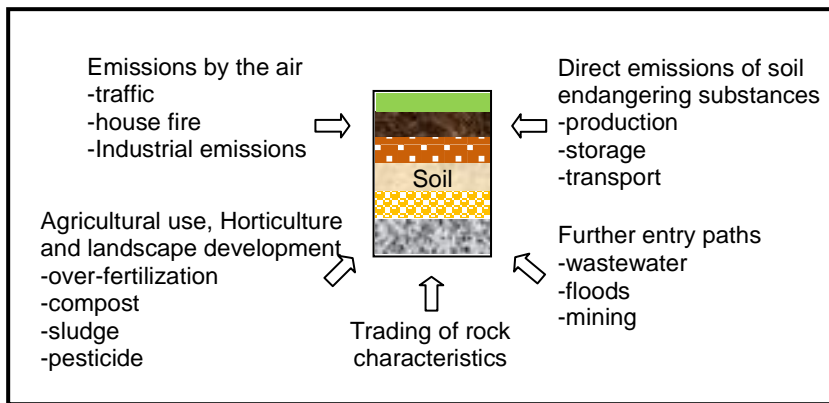 Emissions by the air
-traffic
-house fire
-Industrial emissions
Direct emissions of soil
endangering substances
-production
-storage
-transport
Soil
Agricultural use, Horticulture
and landscape development
-over-fertilization
-compost
-sludge
-pesticide
Trading of rock
characteristics
Further entry paths
-wastewater
-floods
-mining